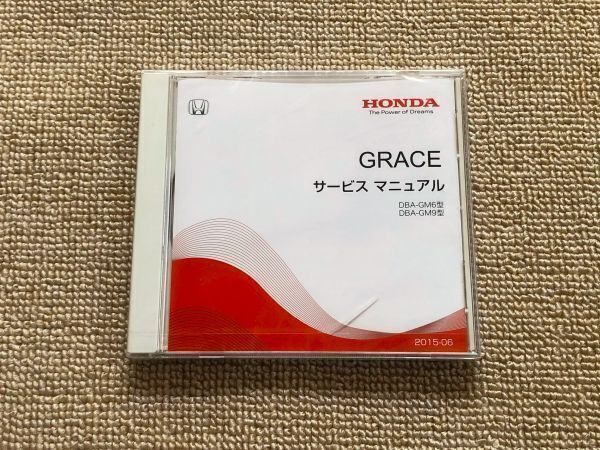 HONDA
The Power of Dreams
GRACE
サービス マニュアル
DBA-GM6型
DBA-GM9型
2015-06